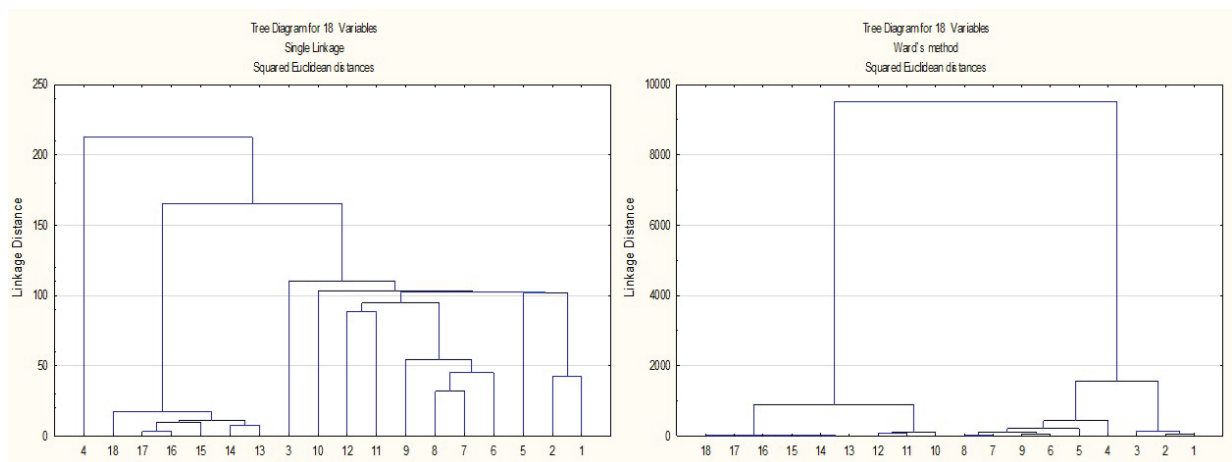 Tree Diagram for 18 Variables
Single Linkage
Squared Euclidean distances
250
200
150
100
50
0
Linkage Distance
4 18 17 16 15 14 13 3 10 12 11 9 8 7 6 5 2 1
Tree Diagram for 18 Variables
Ward`s method
Squared Euclidean distances
10000
8000
6000
4000
2000
0
Linkage Distance
18 17 16 15 14 13 12 11 10 8 7 9 6 5 4 3 2 1